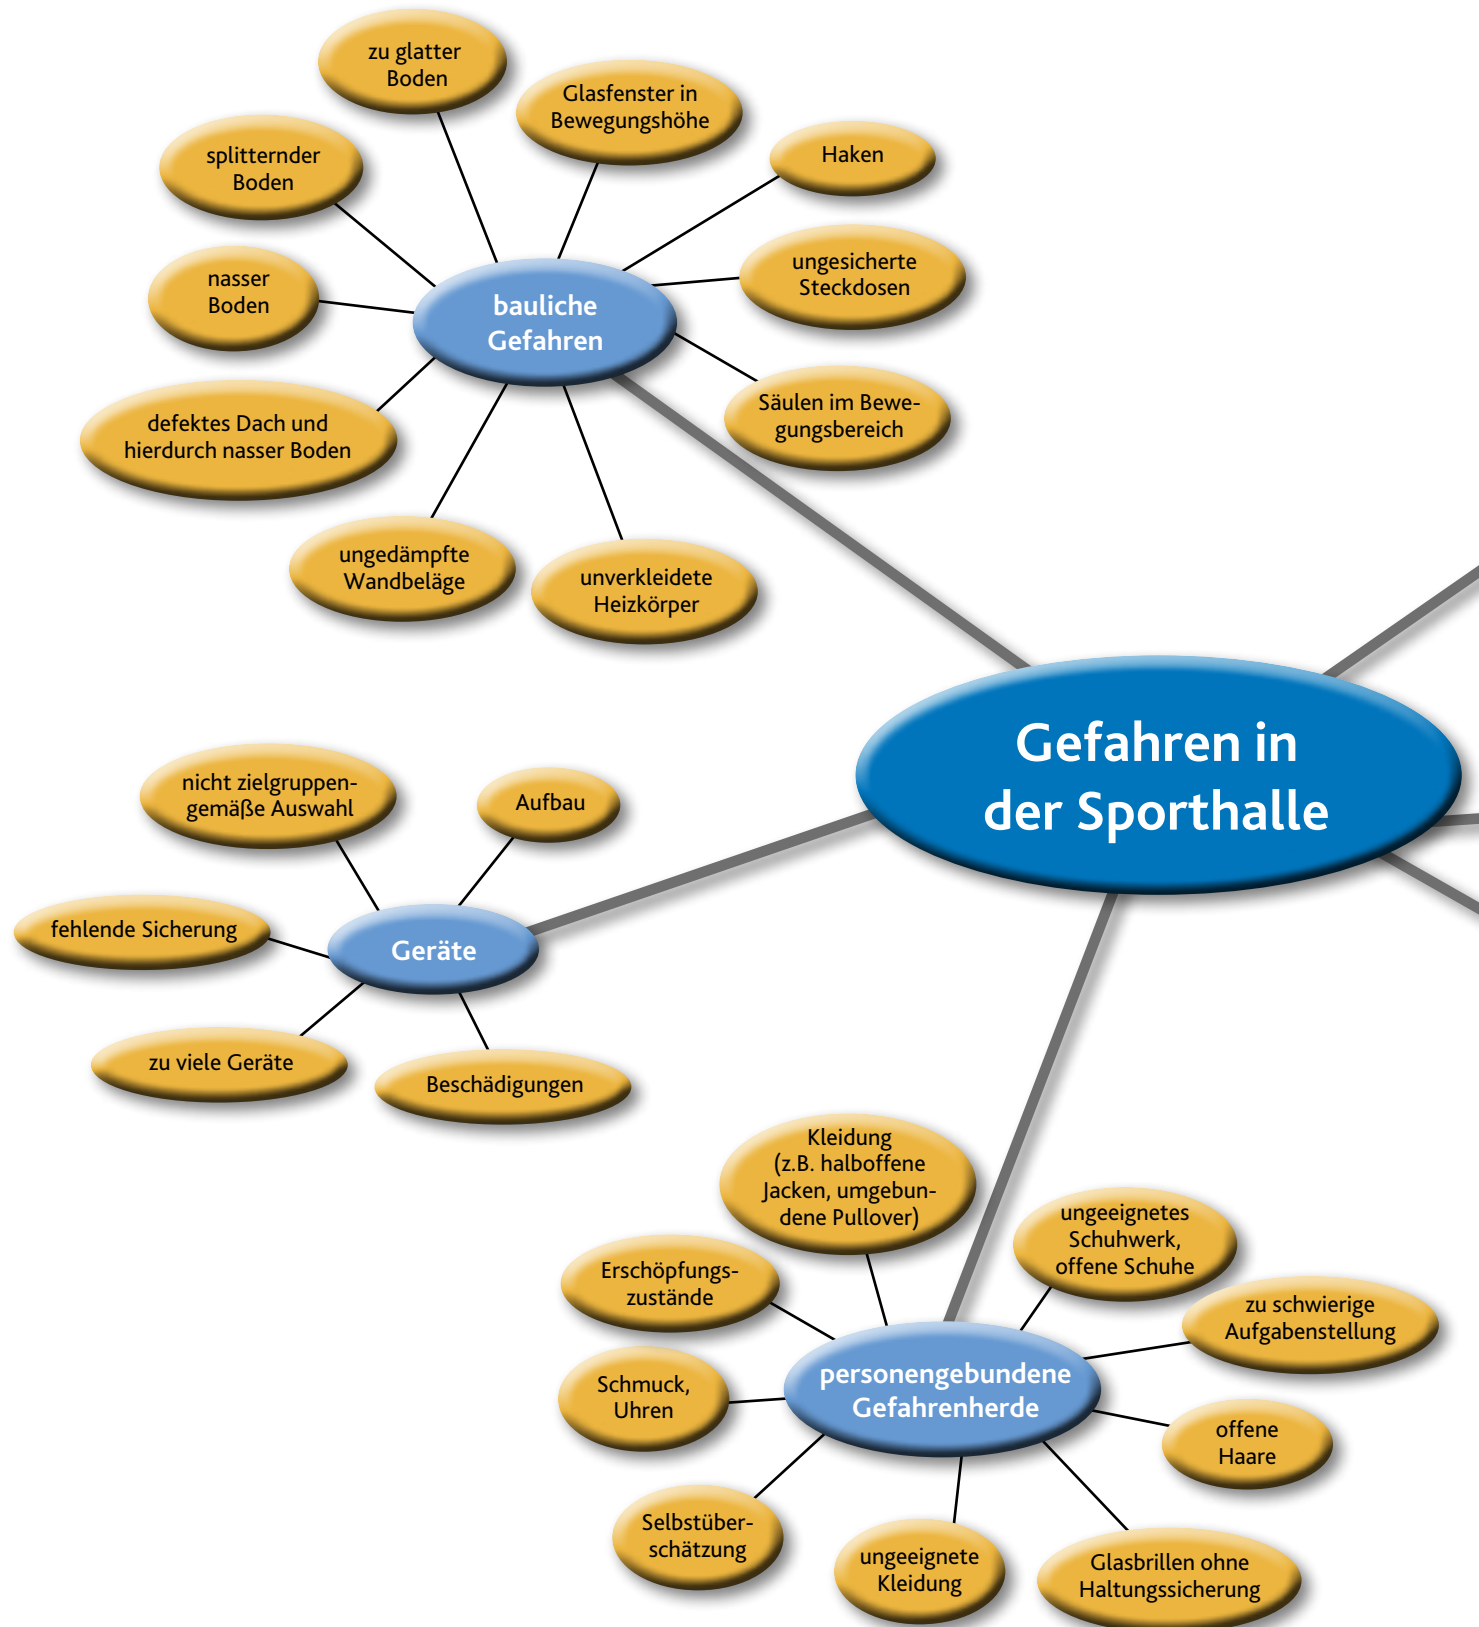 zu glatter
Boden
Glasfenster in
Bewegungshöhe
Haken
splitternder
Boden
ungesicherte
Steckdosen
nasser
Boden
bauliche
Gefahren
Säulen im Bewe-
gungsbereich
defektes Dach und
hierdurch nasser Boden
ungedämpfte
Wandbeläge
unverkleidete
Heizkörper
Gefahren in
der Sporthalle
nicht zielgruppen-
gemäße Auswahl
Aufbau
fehlende Sicherung
Geräte
zu viele Geräte
Beschädigungen
Kleidung
(z.B. halboffene
Jacken, umgebun-
dene Pullover)
ungeeignetes
Schuhwerk,
offene Schuhe
Erschöpfungs-
zustände
zu schwierige
Aufgabenstellung
personengebundene
Gefahrenherde
Schmuck,
Uhren
offene
Haare
Selbstüber-
schätzung
ungeeignete
Kleidung
Glasbrillen ohne
Haltungssicherung